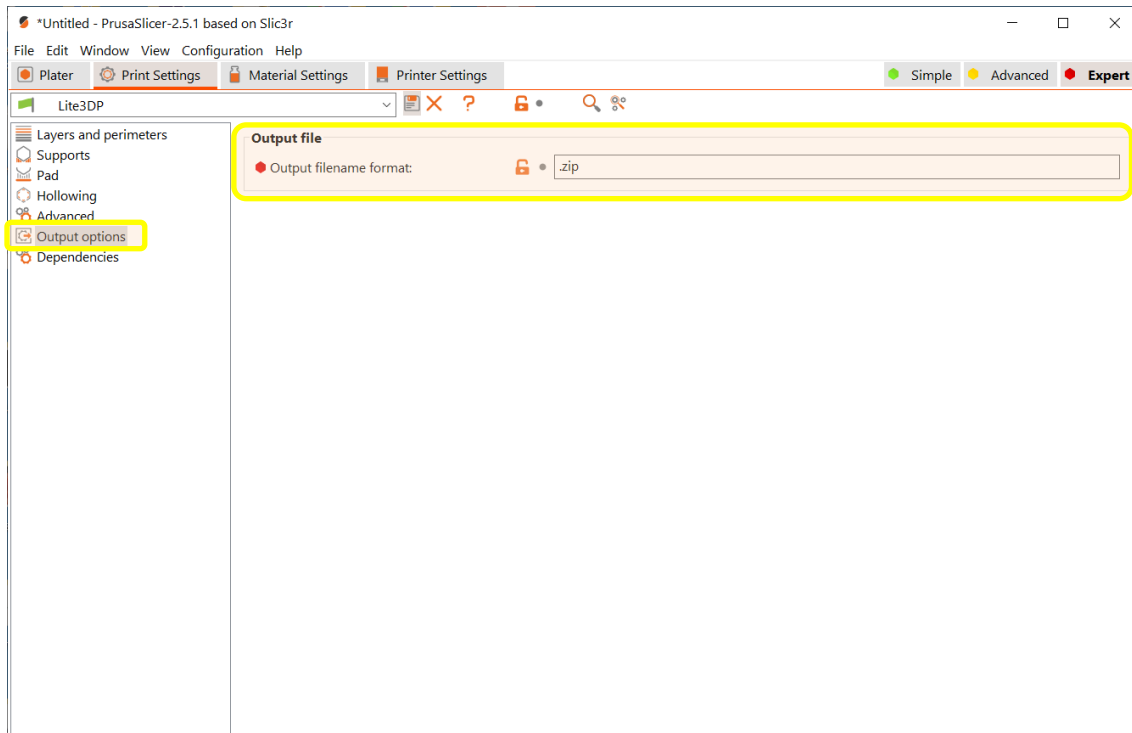 *Untitled - PrusaSlicer-2.5.1 based on Slic3r
File Edit Window View Configuration Help
Plater Print Settings Material Settings Printer Settings Simple Advanced Expert
Lite3DP
Layers and perimeters
Supports
Pad
Hollowing
Advanced
Output options
Dependencies
Output file
Output filename format: .zip